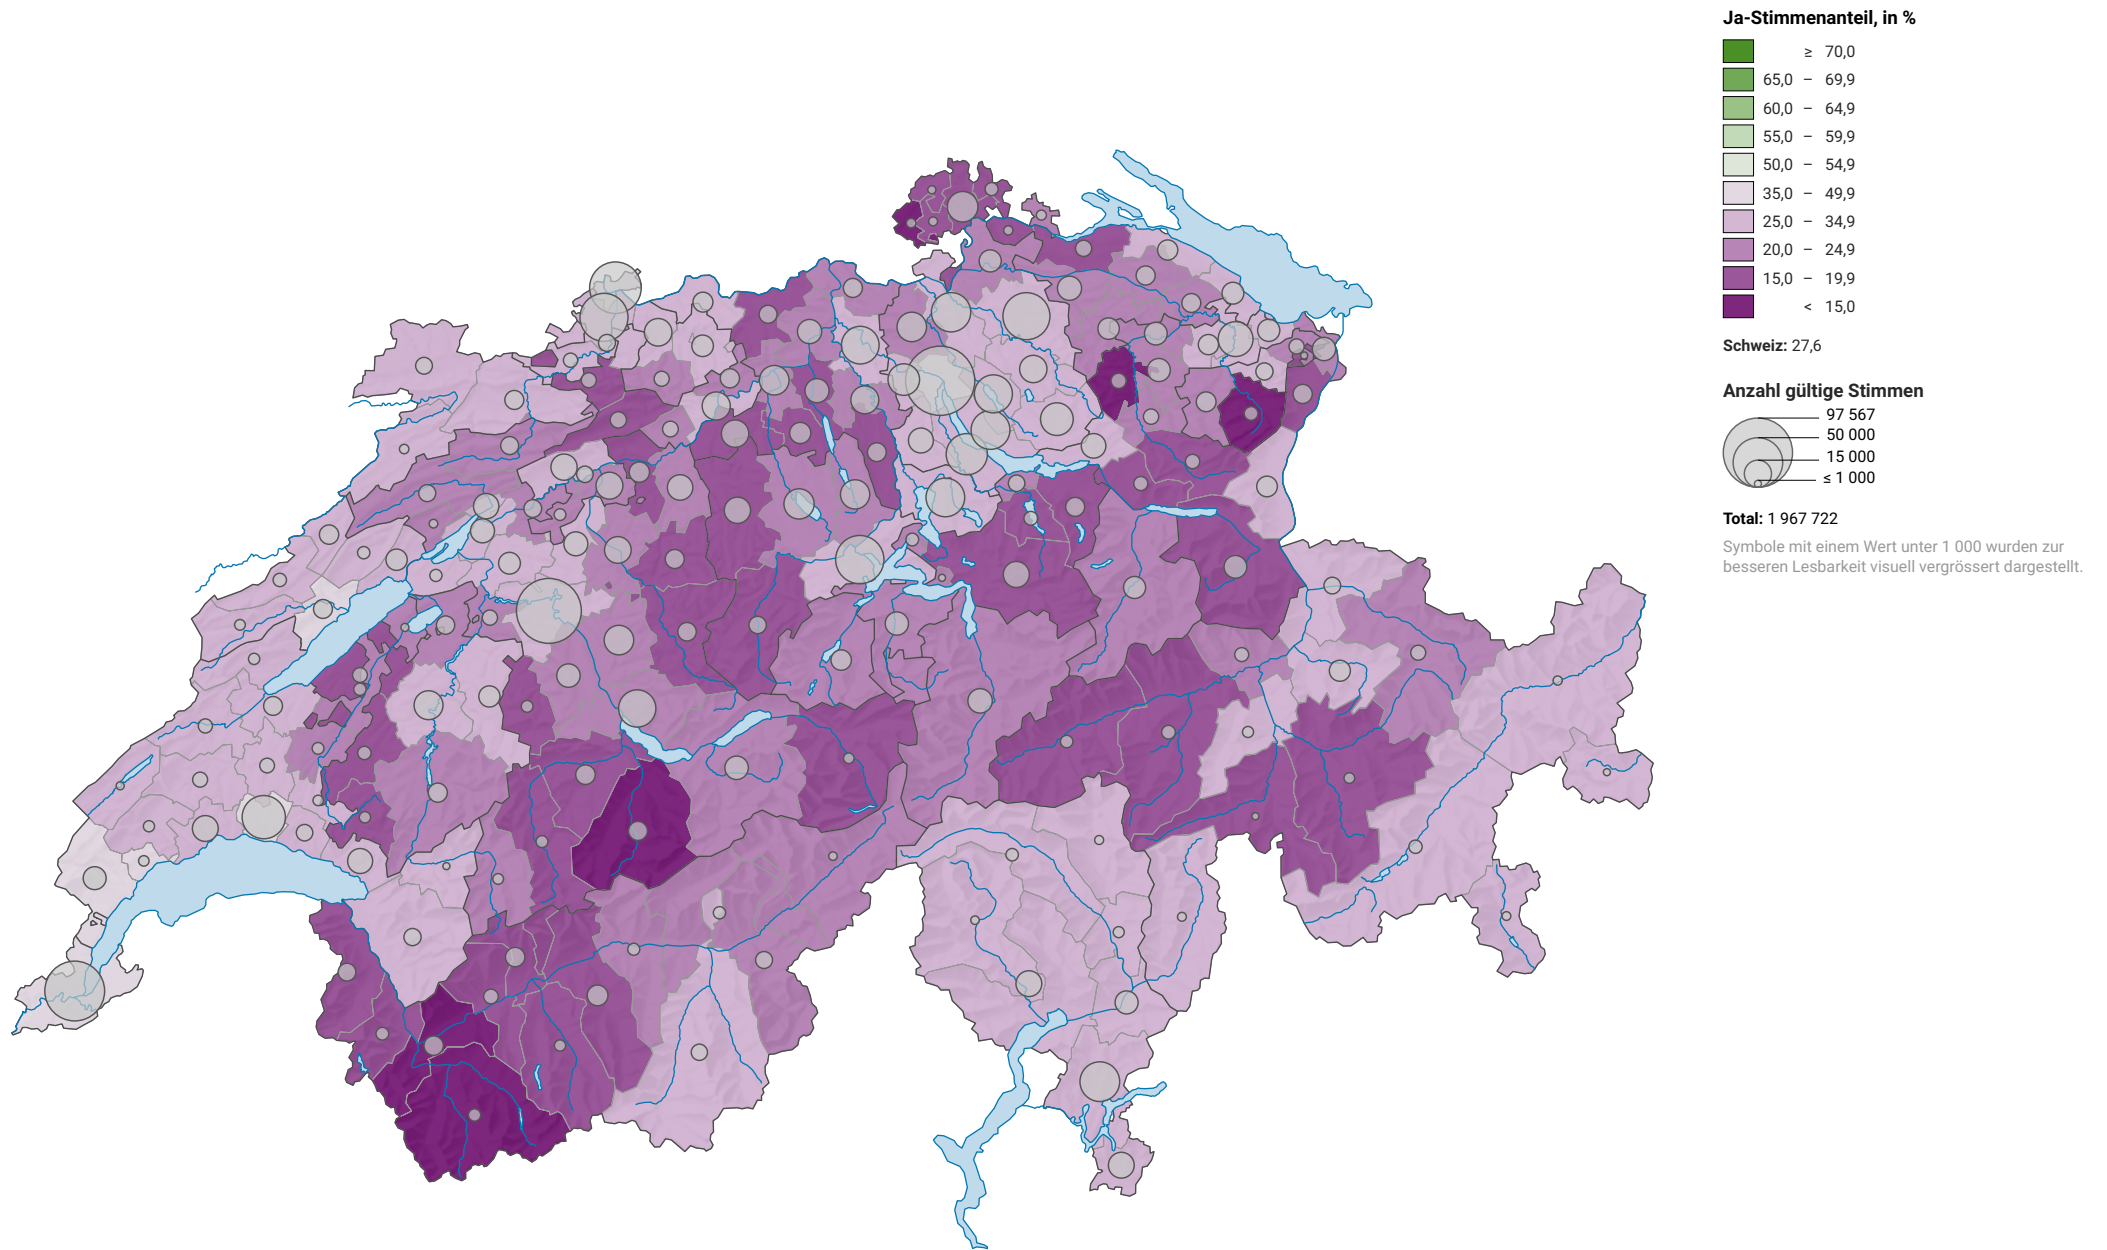 Ja-Stimmenanteil, in %
≥ 70,0
65,0 – 69,9
60,0 – 64,9
55,0 – 59,9
50,0 – 54,9
35,0 – 49,9
25,0 – 34,9
20,0 – 24,9
15,0 – 19,9
< 15,0
Schweiz: 27,6
Anzahl gültige Stimmen
97 567
50 000
15 000
≤ 1 000
Total: 1 967 722
Symbole mit einem Wert unter 1 000 wurden zur
besseren Lesbarkeit visuell vergrössert dargestellt.